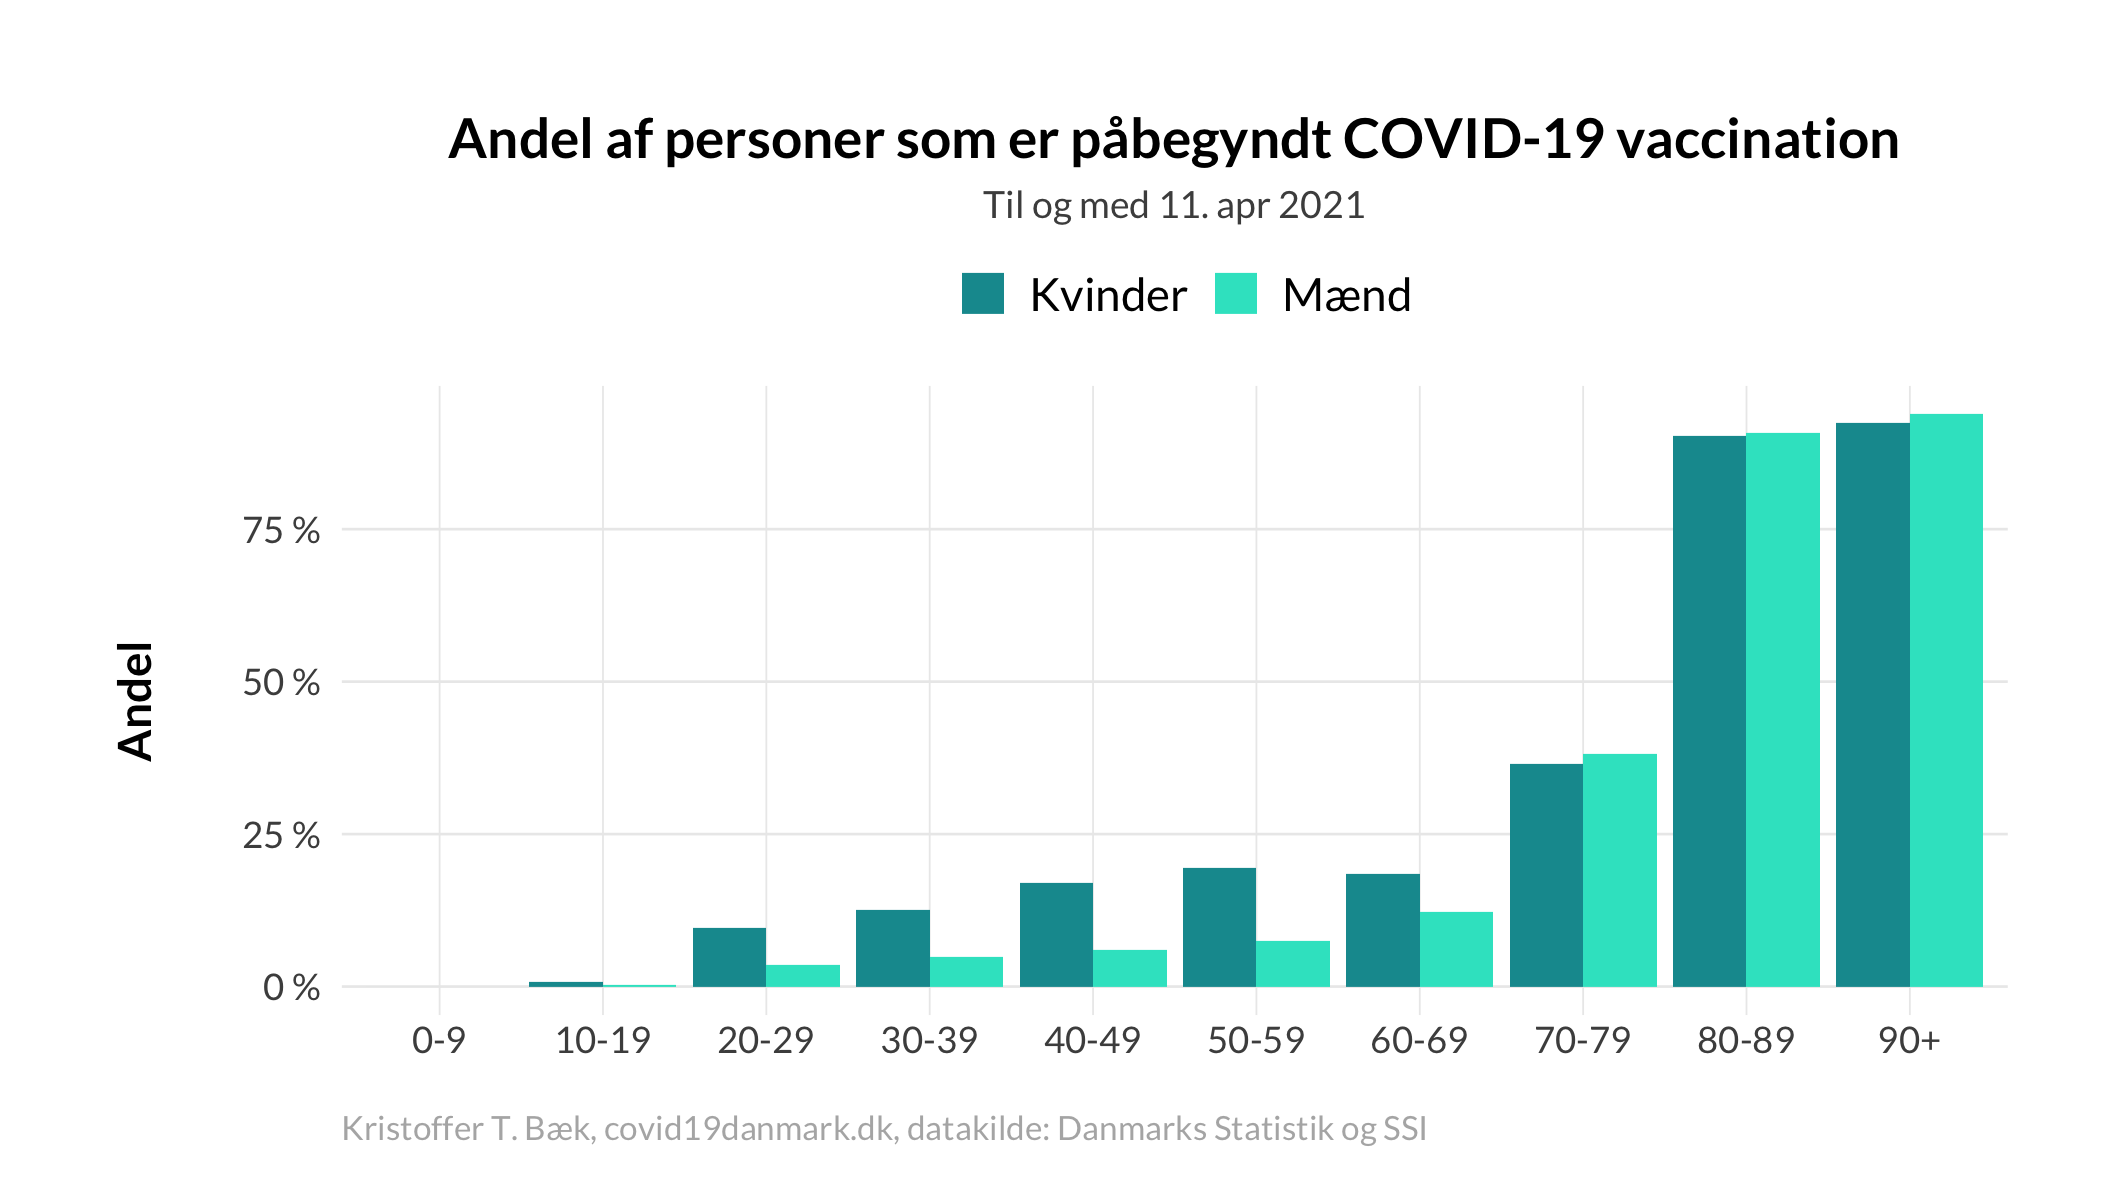 Andel af personer som er påbegyndt COVID-19 vaccination
Til og med 11. apr 2021
Kvinder Mænd
Andel
75 %
50 %
25 %
0 %
0-9 10-19 20-29 30-39 40-49 50-59 60-69 70-79 80-89 90+
Kristoffer T. Bæk, covid19danmark.dk, datakilde: Danmarks Statistik og SSI